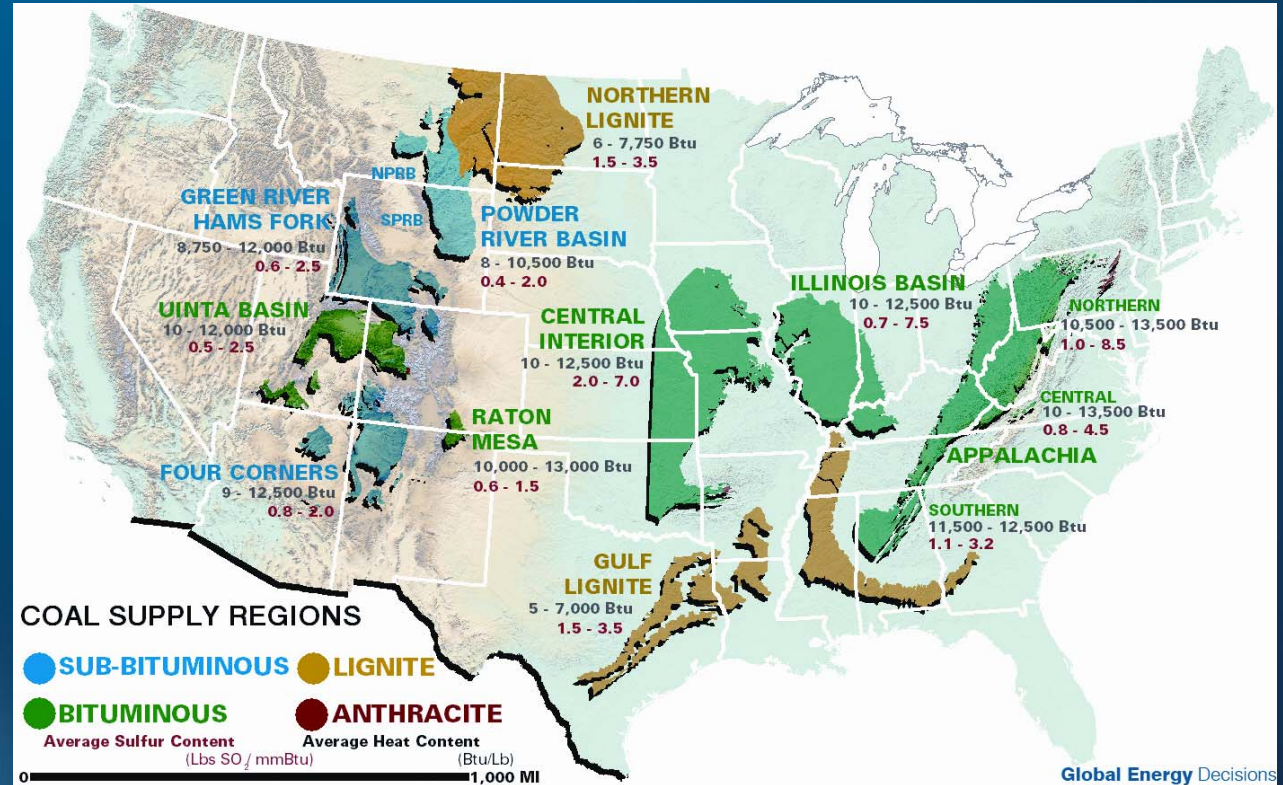 NORTHERN
LIGNITE
6 - 7,750 Btu
1.5 - 3.5
NPRB
SPRB
GREEN RIVER
HAMS FORK
8,750 - 12,000 Btu
0.6 - 2.5
POWDER
RIVER BASIN
8 - 10,500 Btu
0.4 - 2.0
UINTA BASIN
10 - 12,000 Btu
0.5 - 2.5
CENTRAL
INTERIOR
10 - 12,500 Btu
2.0 - 7.0
ILLINOIS BASIN
10 - 12,500 Btu
0.7 - 7.5
NORTHERN
10,500 - 13,500 Btu
1.0 - 8.5
CENTRAL
10 - 13,500 Btu
0.8 - 4.5
APPALACHIA
SOUTHERN
11,500 - 12,500 Btu
1.1 - 3.2
RATON
MESA
10,000 - 13,000 Btu
0.6 - 1.5
FOUR CORNERS
9 - 12,500 Btu
0.8 - 2.0
GULF
LIGNITE
5 - 7,000 Btu
1.5 - 3.5
COAL SUPPLY REGIONS
SUB-BITUMINOUS LIGNITE
BITUMINOUS ANTHRACITE
Average Sulfur Content Average Heat Content
(Lbs SO2/ mmBtu) (Btu/Lb)
0 1,000 MI
Global Energy Decisions